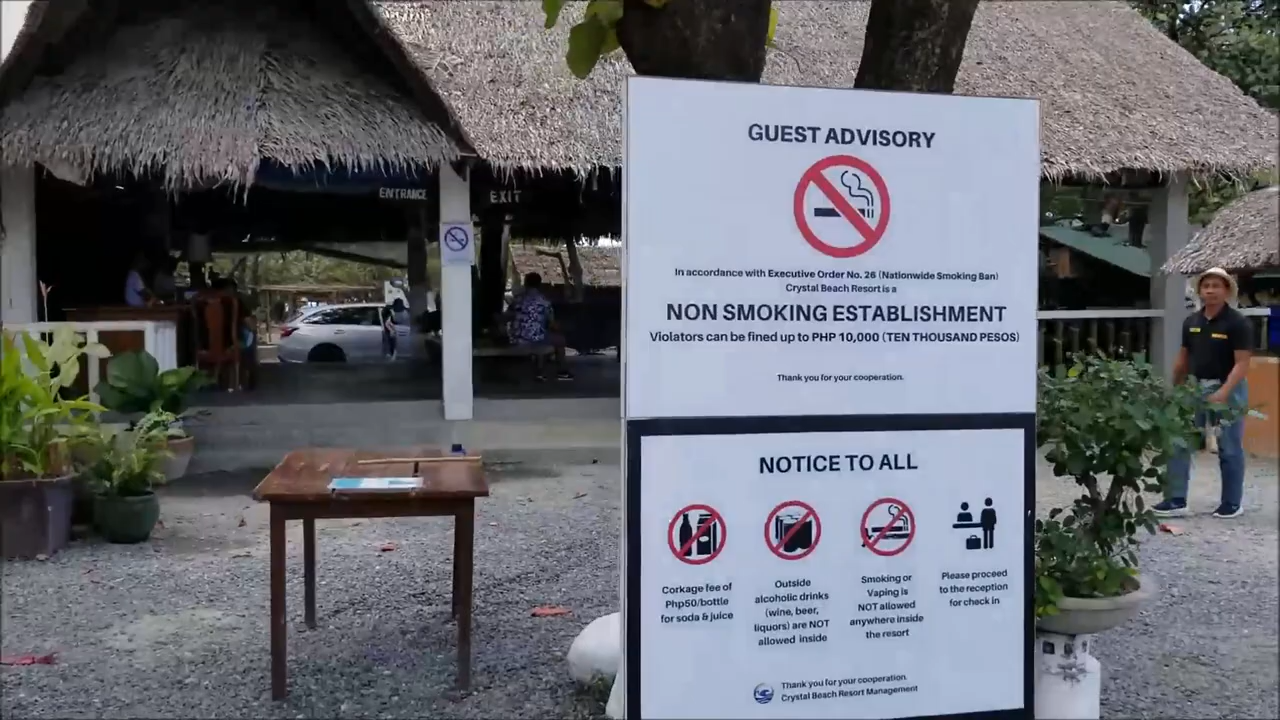 ENTRANCE
EXIT
GUEST ADVISORY
In accordance with Executive Order No. 26 (Nationwide Smoking Ban)
Crystal Beach Resort is a
NON SMOKING ESTABLISHMENT
Violators can be fined up to PHP 10,000 (TEN THOUSAND PESOS)
Thank you for your cooperation.
NOTICE TO ALL
Corkage fee of
Php50/bottle
for soda & juice
Outside
alcoholic drinks
(wine, beer,
liquors) are NOT
allowed inside
Smoking or
Vaping is
NOT allowed
anywhere inside
the resort
Please proceed
to the reception
for check in
Thank you for your cooperation.
Crystal Beach Resort Management